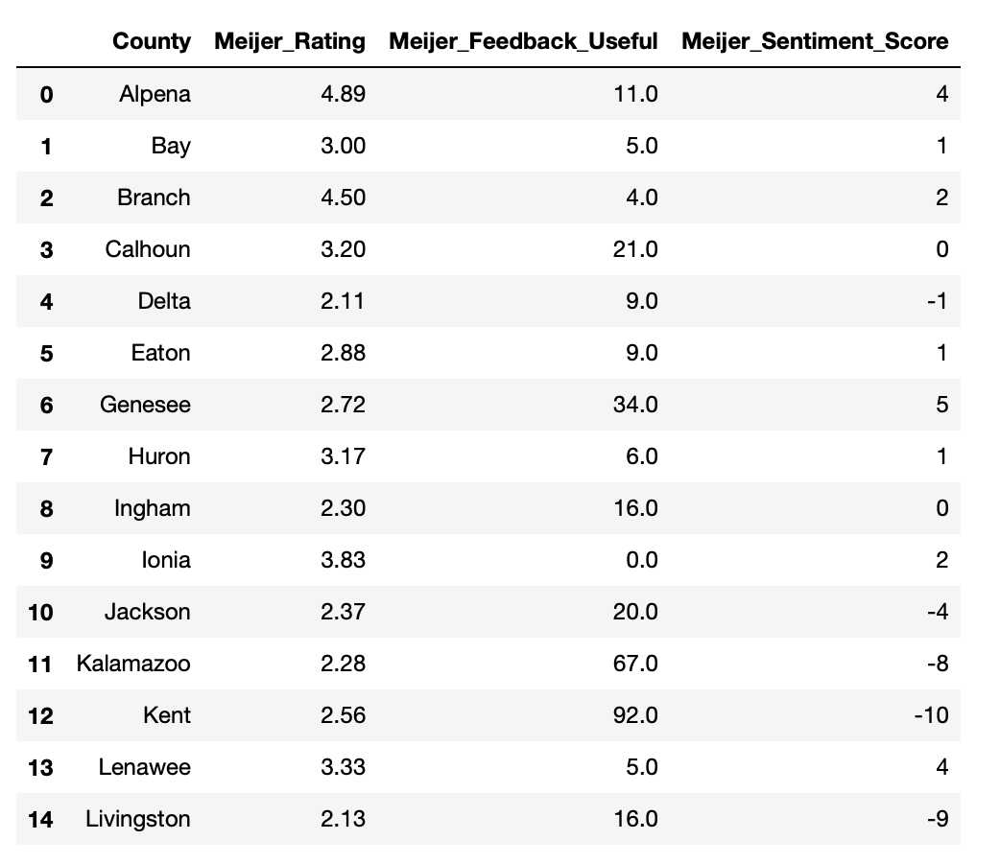 County Meijer_Rating Meijer_Feedback_Useful Meijer_Sentiment_Score
0 Alpena 4.89 11.0 4
1 Bay 3.00 5.0 1
2 Branch 4.50 4.0 2
3 Calhoun 3.20 21.0 0
4 Delta 2.11 9.0 -1
5 Eaton 2.88 9.0 1
6 Genesee 2.72 34.0 5
7 Huron 3.17 6.0 1
8 Ingham 2.30 16.0 0
9 Ionia 3.83 0.0 2
10 Jackson 2.37 20.0 -4
11 Kalamazoo 2.28 67.0 -8
12 Kent 2.56 92.0 -10
13 Lenawee 3.33 5.0 4
14 Livingston 2.13 16.0 -9